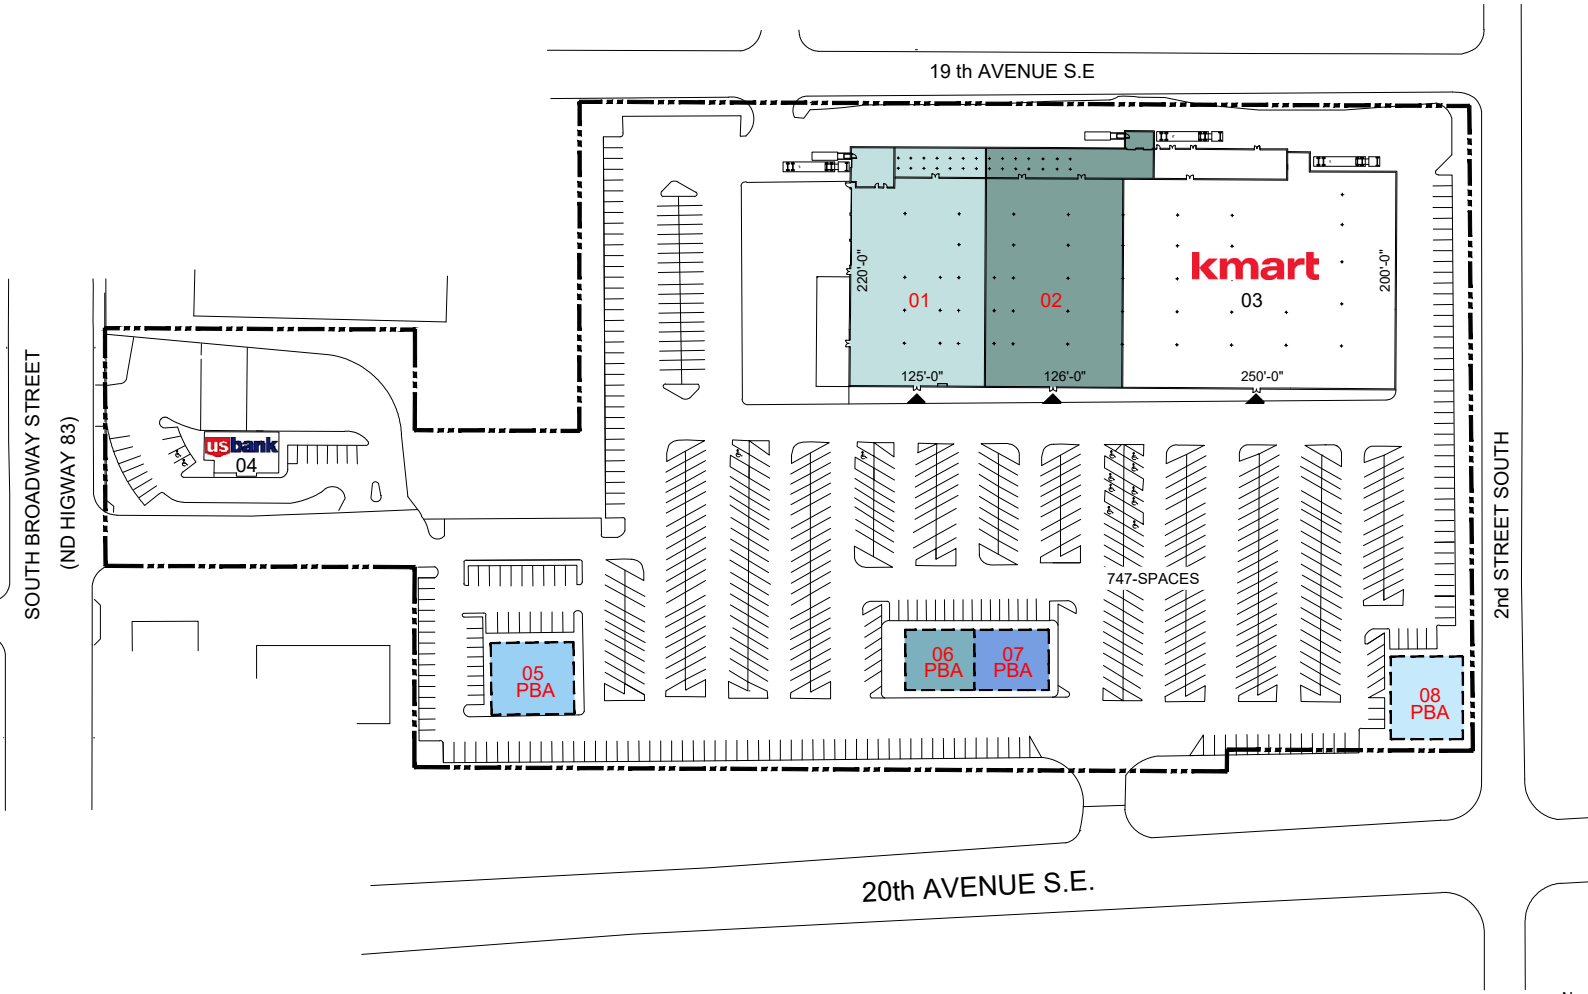 19 th AVENUE S.E
kmart
220'-0"
01
02
03
200'-0"
125'-0"
126'-0"
250'-0"
SOUTH BROADWAY STREET
(ND HIGWAY 83)
usbank
04
2nd STREET SOUTH
747-SPACES
05
PBA
06
PBA
07
PBA
08
PBA
20th AVENUE S.E.